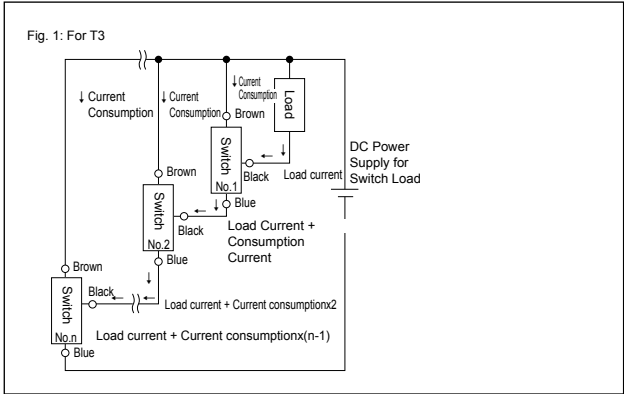 Fig. 1: For T3
Current
Consumption
Current
Consumption
Current
Consumption
Load
Brown
Switch
No.1
Black
Load current
DC Power
Supply for
Switch Load
Blue
Brown
Switch
No.2
Black
Load Current +
Consumption
Current
Blue
Brown
Black
Switch
No.n
Load current + Current consumptionx2
Load current + Current consumptionx(n-1)
Blue